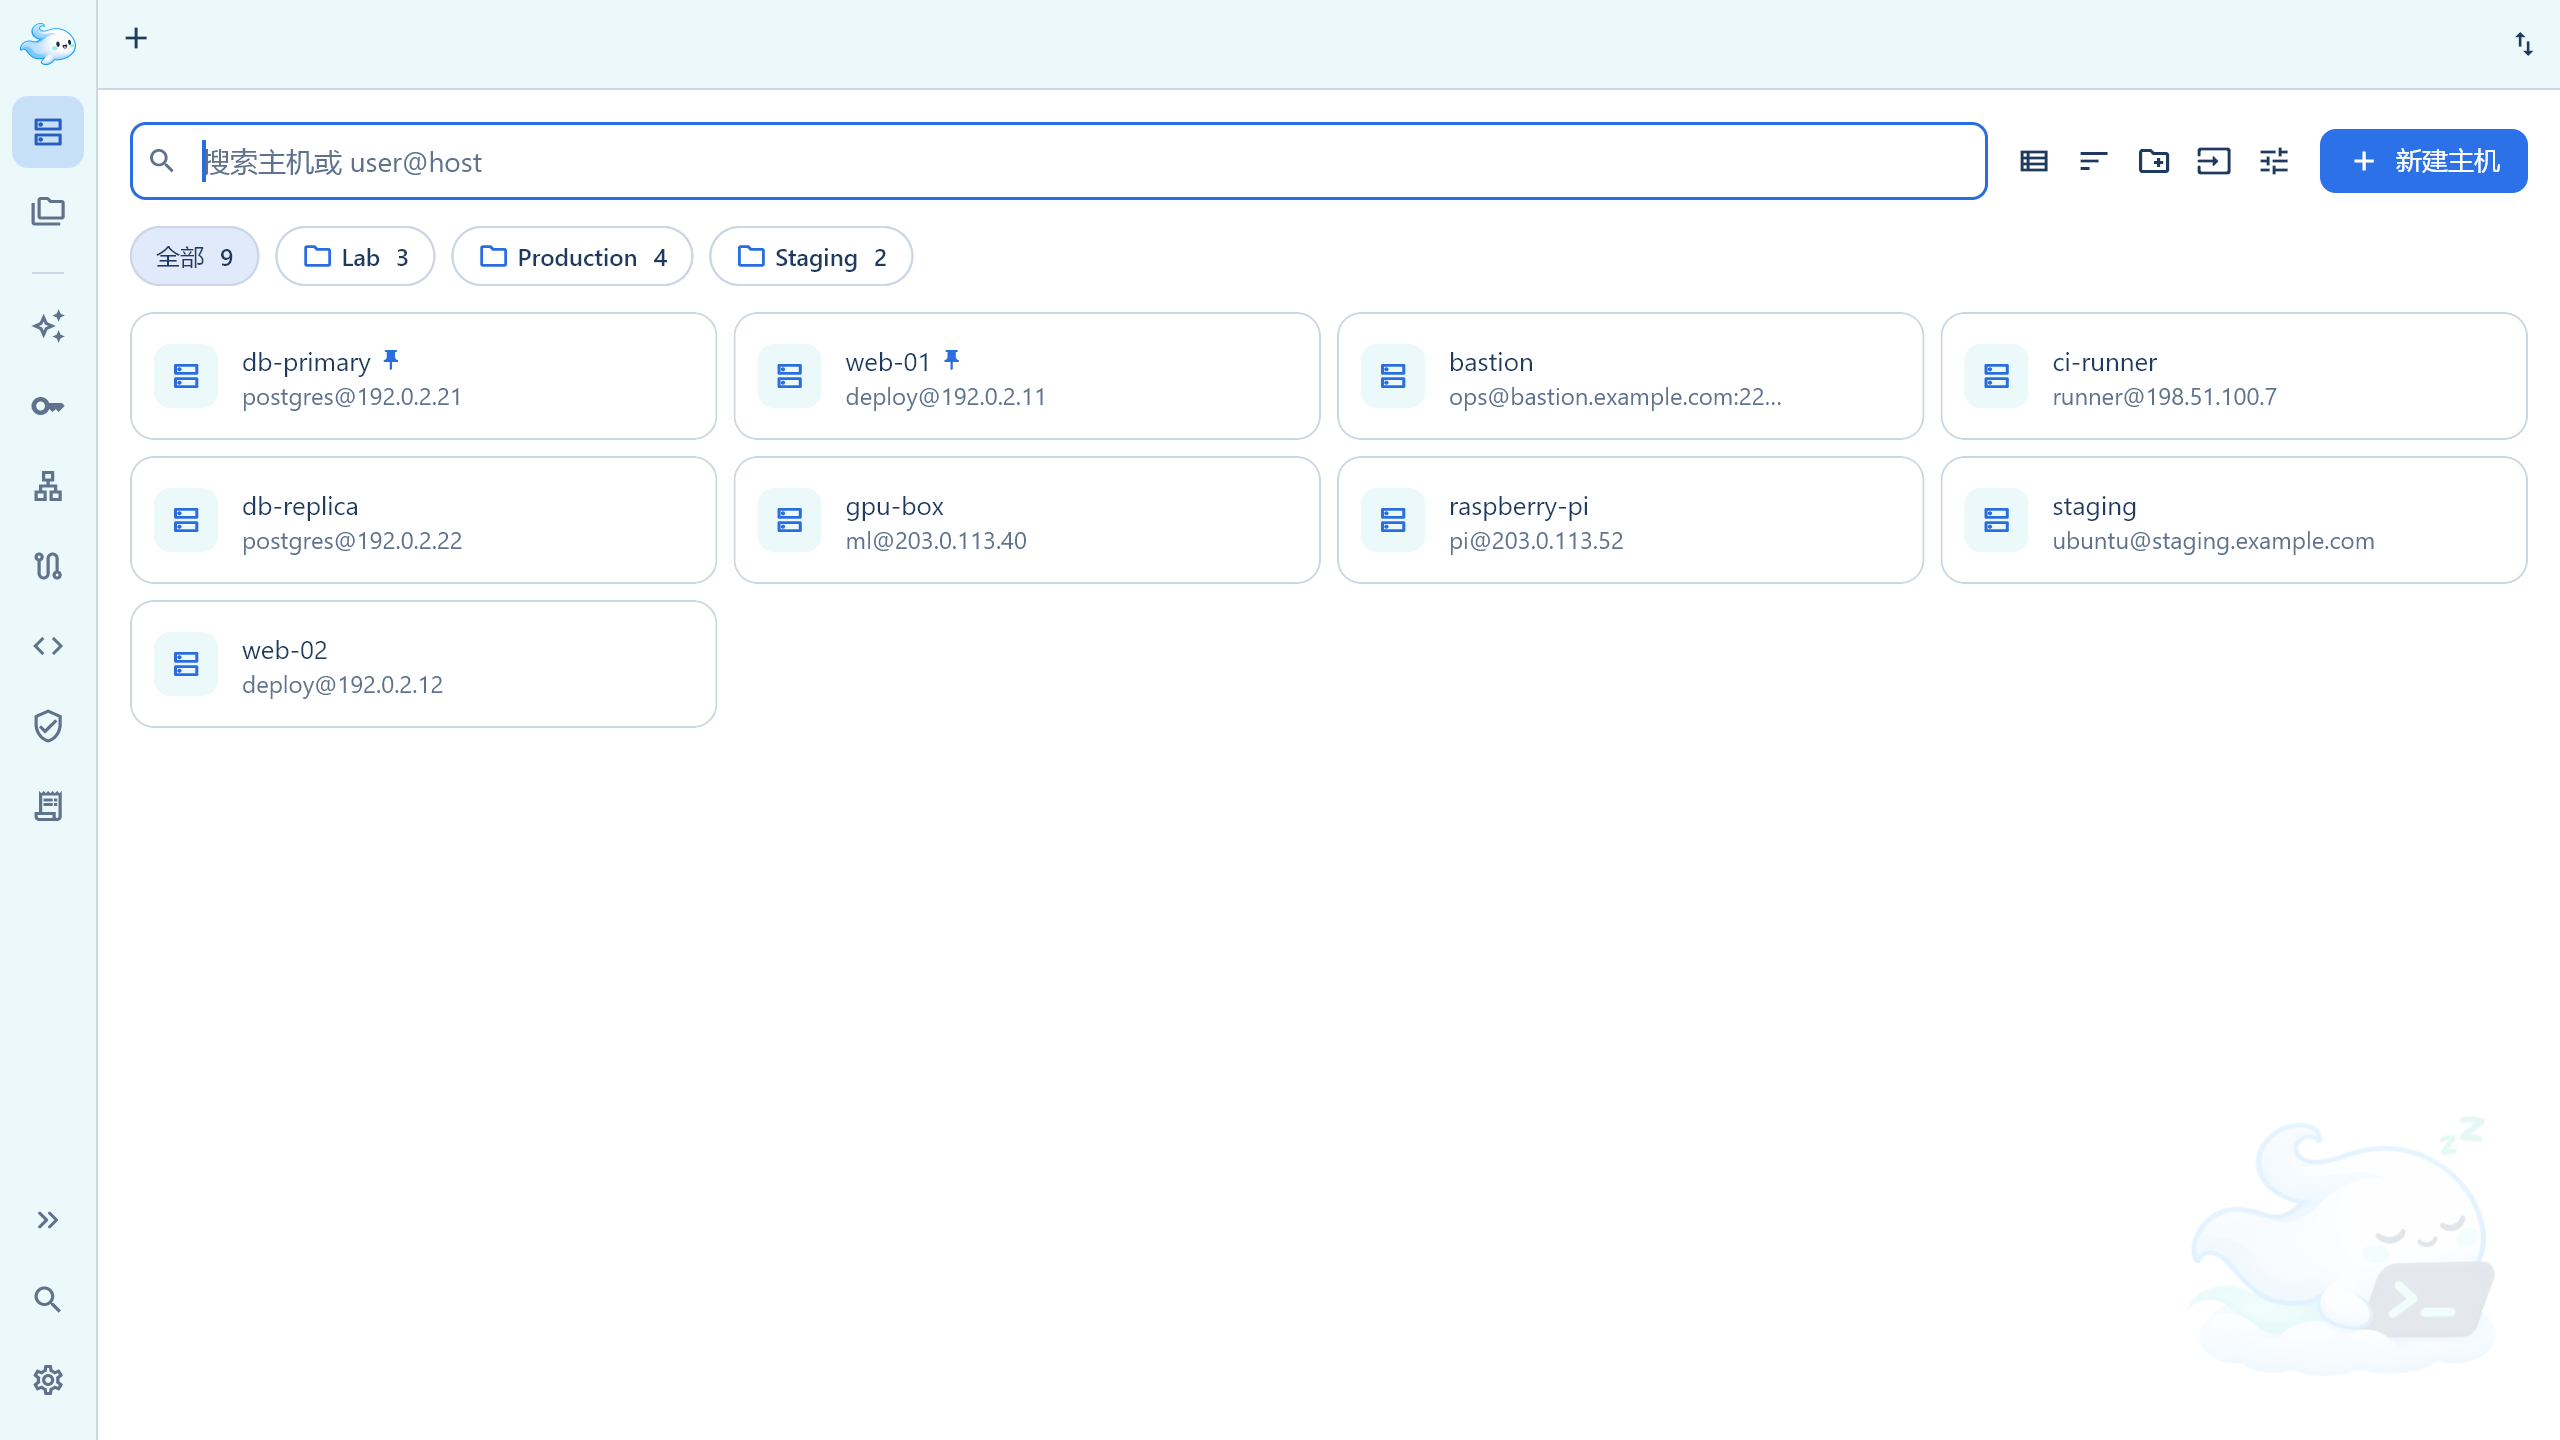 搜索主机或 user@host
新建主机
全部 9
Lab 3
Production 4
Staging 2
db-primary
postgres@192.0.2.21
web-01
deploy@192.0.2.11
bastion
ops@bastion.example.com:22...
ci-runner
runner@198.51.100.7
db-replica
postgres@192.0.2.22
gpu-box
ml@203.0.113.40
raspberry-pi
pi@203.0.113.52
staging
ubuntu@staging.example.com
web-02
deploy@192.0.2.12
z z
>_